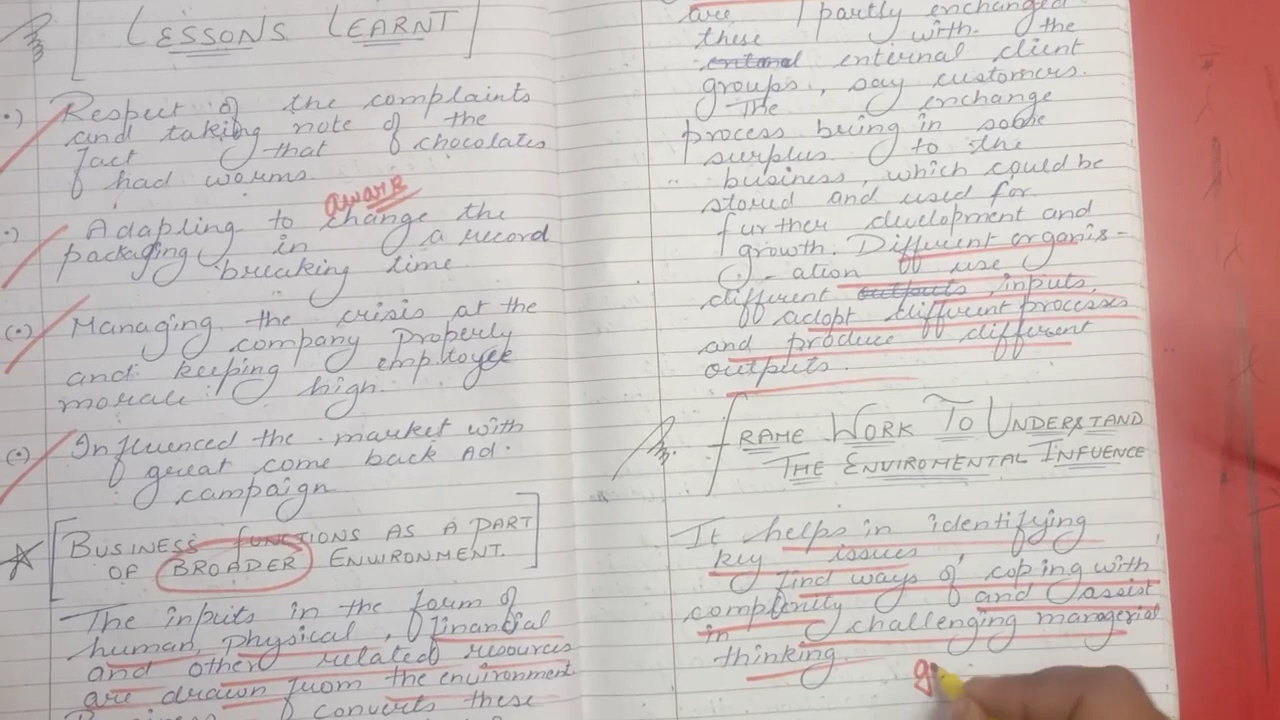 LESSONS LEARNT
•) Respect of the complaints
and taking note of the
fact that of chocolates
had worms.
aware
•) Adapling to change the
packaging in a record
breaking time
(•) Managing the crisis at the
company Properly
and keeping employee
morale high.
(•) Influenced the market with
great come back Ad.
campaign
BUSINESS FUNCTIONS AS A PART
OF BROADER ENVIRONMENT.
The inputs in the form of
human, physical, financial
and other related resources
are drawn from the environment.
converts these
are partly exchanged
these with the
internal client
groups, say customers.
The exchange
process being in some
surplus to the
business, which could be
stored and used for
further development and
growth. Different organis-
-ation use
different outputs inputs,
adopt different processes
and produce different
outputs.
FRAME WORK TO UNDERSTAND
THE ENVIROMENTAL INFUENCE
It helps in identifying
key issues,
find ways of coping with
complexity and assist
in challenging managerial
thinking.
g